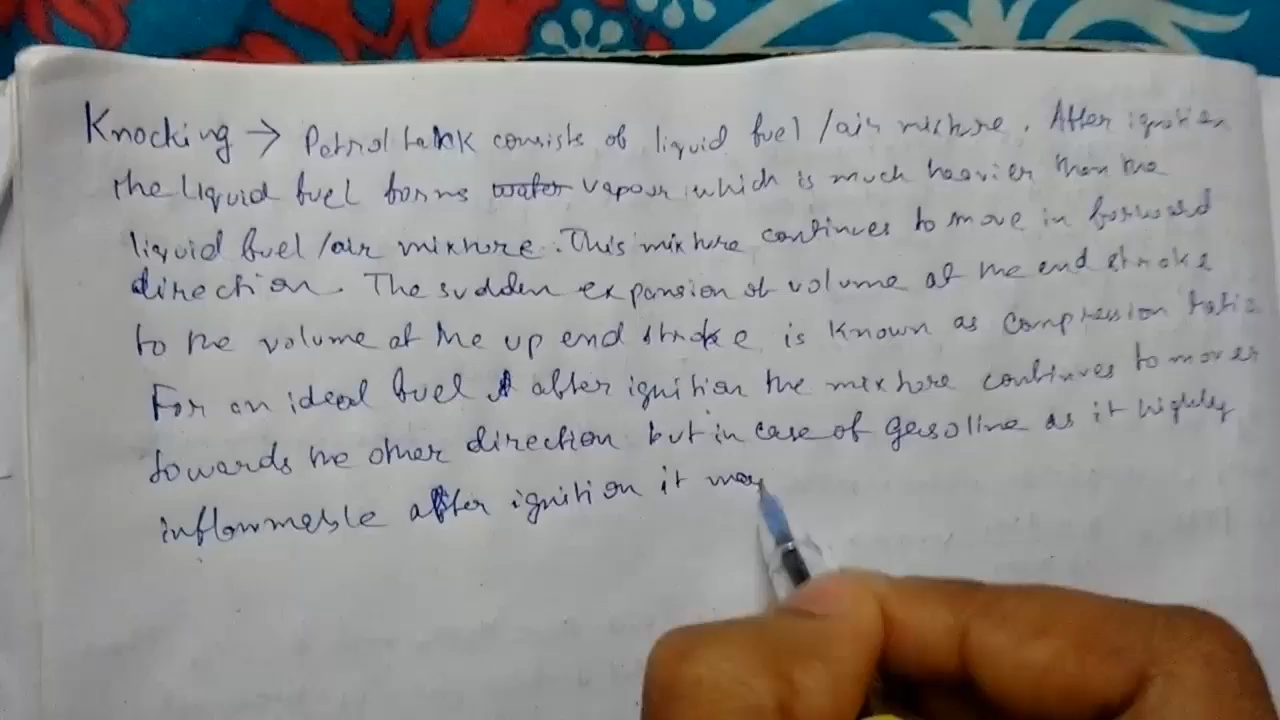 Knocking → Petrol tank consists of liquid fuel / air mixture. After ignition
the liquid fuel forms water vapour which is much heavier than the
liquid fuel / air mixture. This mixture continues to move in forward
direction. The sudden expansion of volume at the end stroke
to the volume at the up end stroke is known as compression ratio
For an ideal fuel after ignition the mixture continues to moves
towards the other direction but in case of gasoline as it highly
inflammable after ignition it may